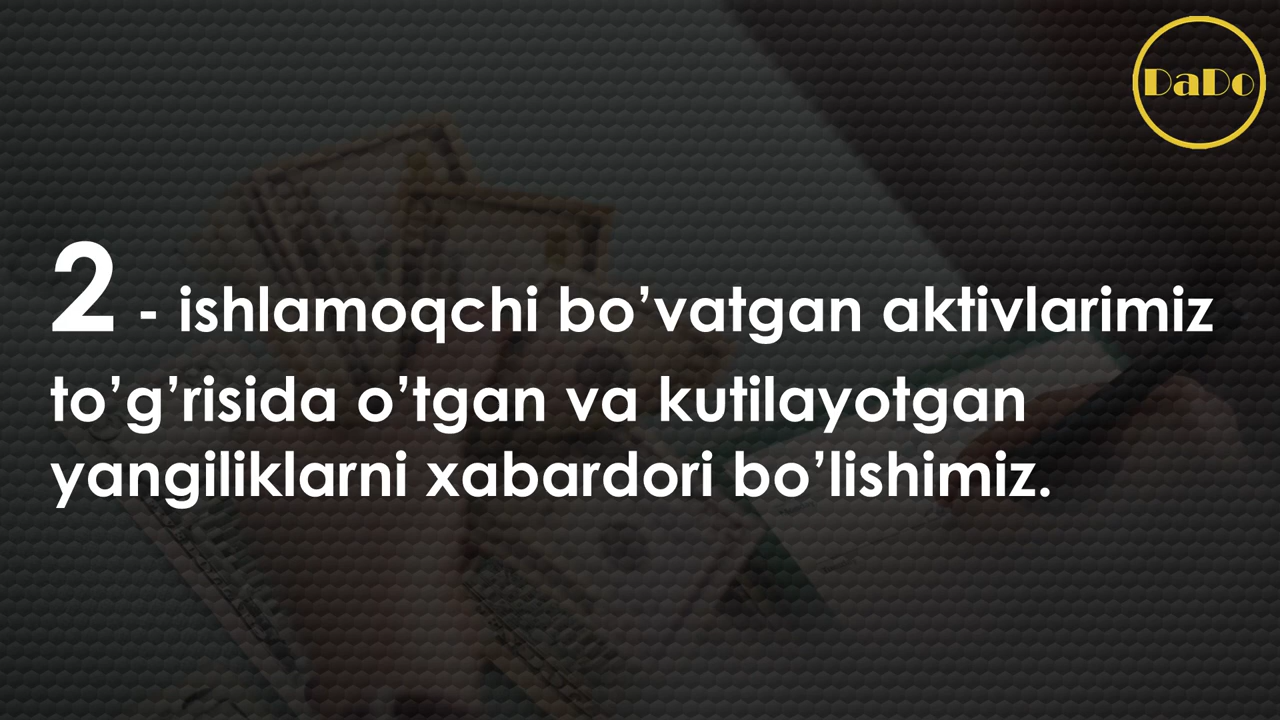 DaDo
2 - ishlamoqchi bo’vatgan aktivlarimiz
to’g’risida o’tgan va kutilayotgan
yangiliklarni xabardori bo’lishimiz.